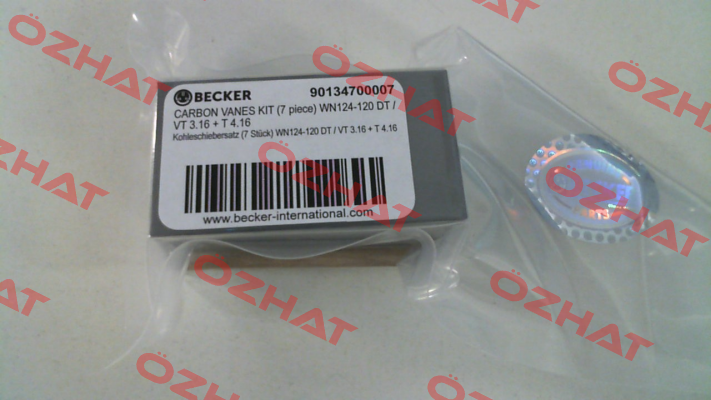 BECKER 90134700007
CARBON VANES KIT (7 piece) WN124-120 DT /
VT 3.16 + T 4.16
Kohleschiebersatz (7 Stück) WN124-120 DT / VT 3.16 + T 4.16
www.becker-international.com
ÖZHAT
ÖZHAT
ÖZHAT
ÖZHAT
ÖZHAT
ÖZHAT
ÖZHAT
ÖZHAT
ÖZHAT